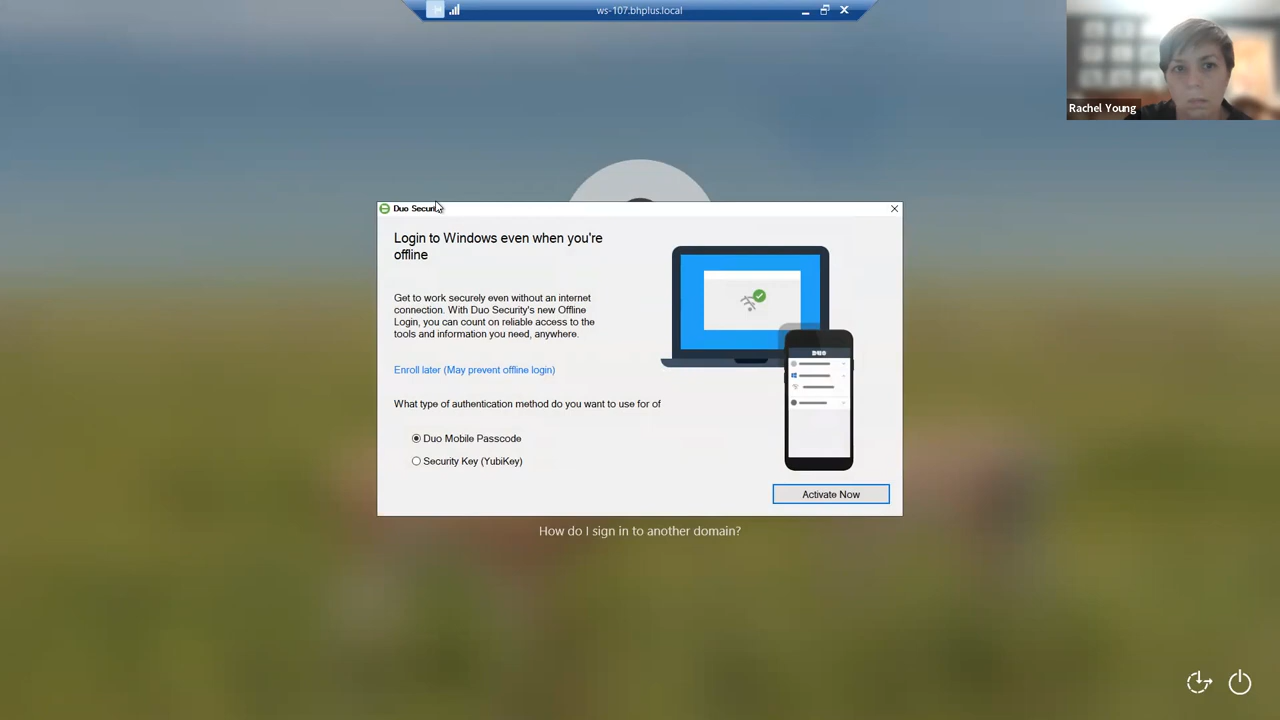 ws-107.bhplus.local
Rachel Young
Duo Securi
Login to Windows even when you're
offline
Get to work securely even without an internet
connection. With Duo Security's new Offline
Login, you can count on reliable access to the
tools and information you need, anywhere.
Enroll later (May prevent offline login)
What type of authentication method do you want to use for of
Duo Mobile Passcode
Security Key (YubiKey)
DUO
Activate Now
How do I sign in to another domain?